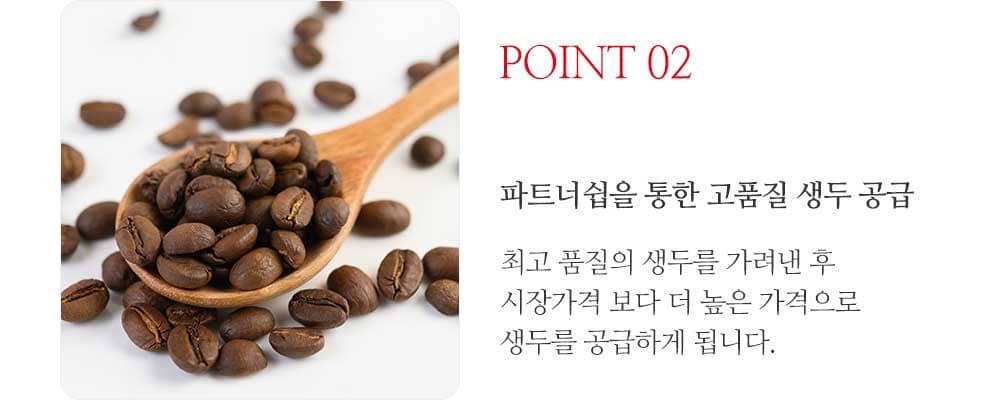 POINT 02
파트너쉽을 통한 고품질 생두 공급
최고 품질의 생두를 가려낸 후
시장가격 보다 더 높은 가격으로
생두를 공급하게 됩니다.